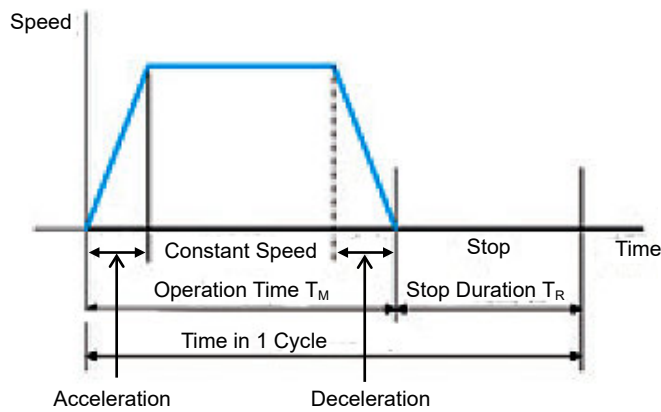 Speed
Constant Speed
Stop
Time
Operation Time TM
Stop Duration TR
Time in 1 Cycle
Acceleration
Deceleration